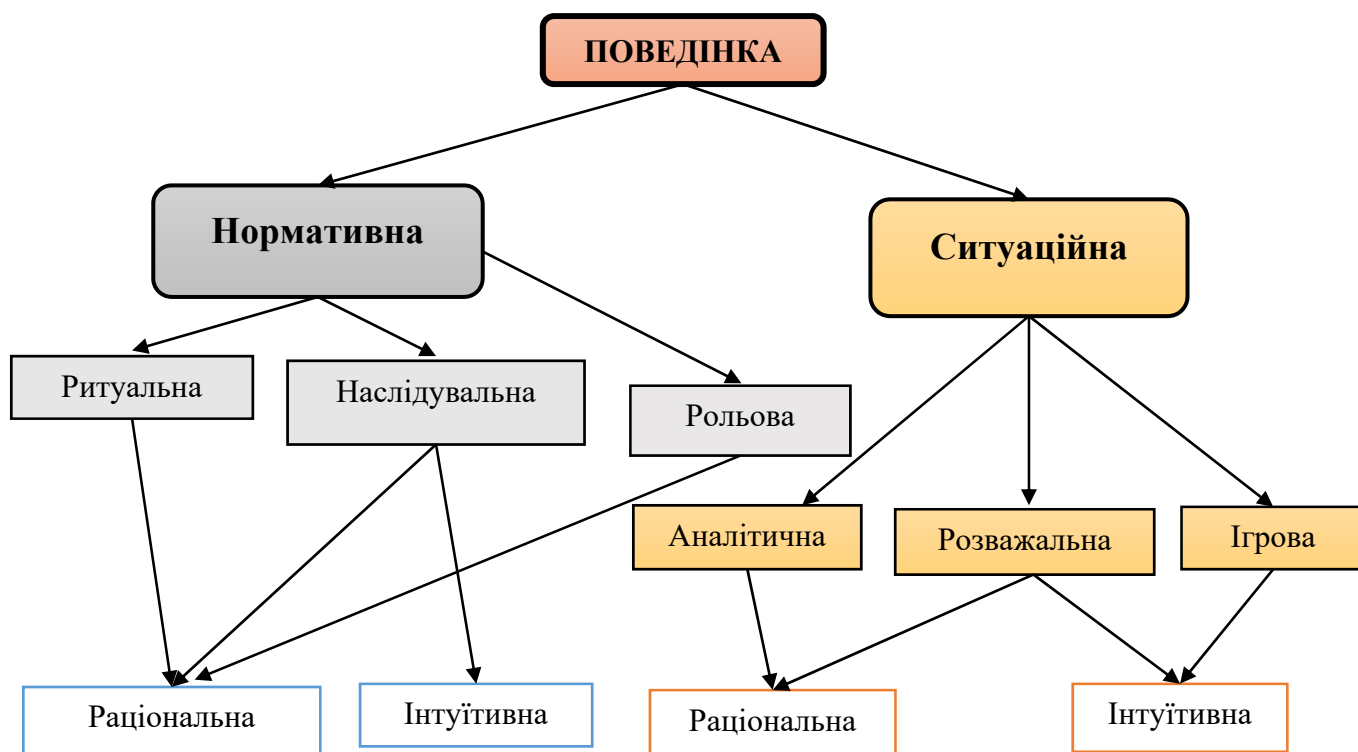 ПОВЕДІНКА
Нормативна
Ситуаційна
Ритуальна
Наслідувальна
Рольова
Аналітична
Розважальна
Ігрова
Раціональна
Інтуїтивна
Раціональна
Інтуїтивна